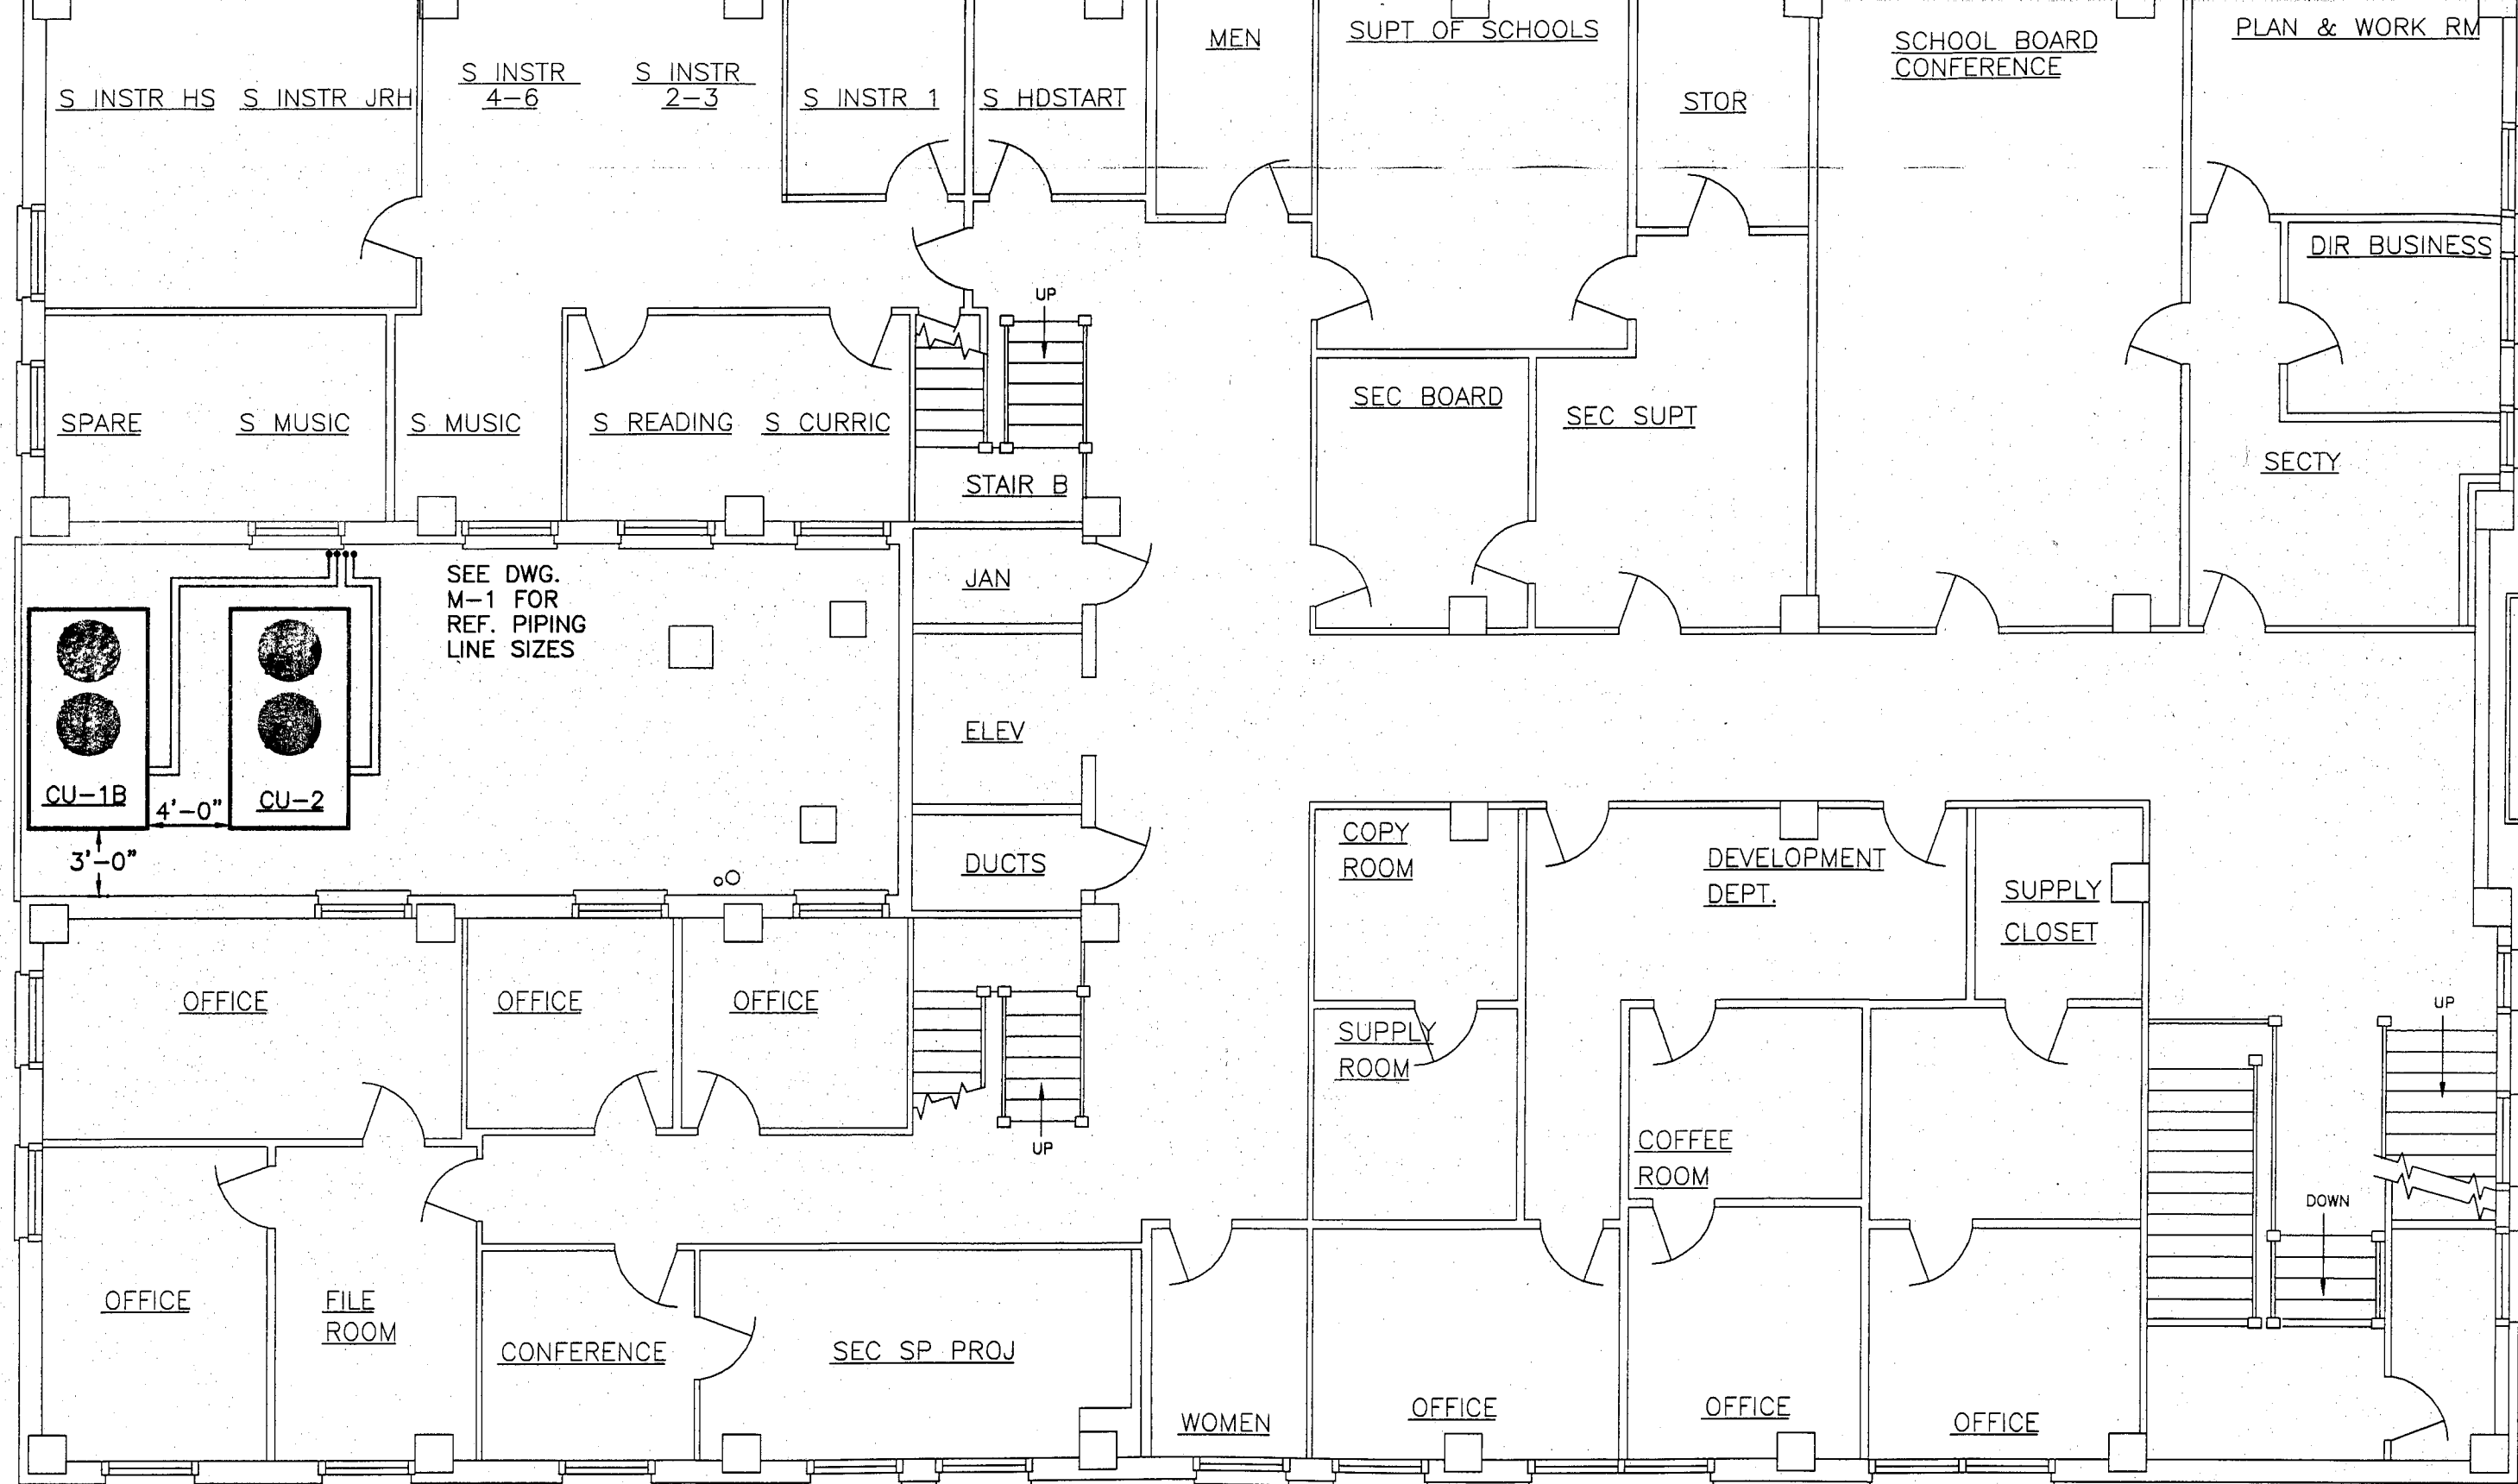 MEN
SUPT OF SCHOOLS
SCHOOL BOARD
CONFERENCE
PLAN & WORK RM
S INSTR HS
S INSTR JRH
S INSTR
4-6
S INSTR
2-3
S INSTR 1
S HDSTART
STOR
DIR BUSINESS
UP
SPARE
S MUSIC
S MUSIC
S READING
S CURRIC
SEC BOARD
SEC SUPT
SECTY
STAIR B
SEE DWG.
M-1 FOR
REF. PIPING
LINE SIZES
JAN
ELEV
CU-1B
4'-0"
CU-2
3'-0"
DUCTS
COPY
ROOM
DEVELOPMENT
DEPT.
SUPPLY
CLOSET
OFFICE
OFFICE
OFFICE
UP
SUPPLY
ROOM
UP
COFFEE
ROOM
DOWN
OFFICE
FILE
ROOM
CONFERENCE
SEC SP PROJ
WOMEN
OFFICE
OFFICE
OFFICE